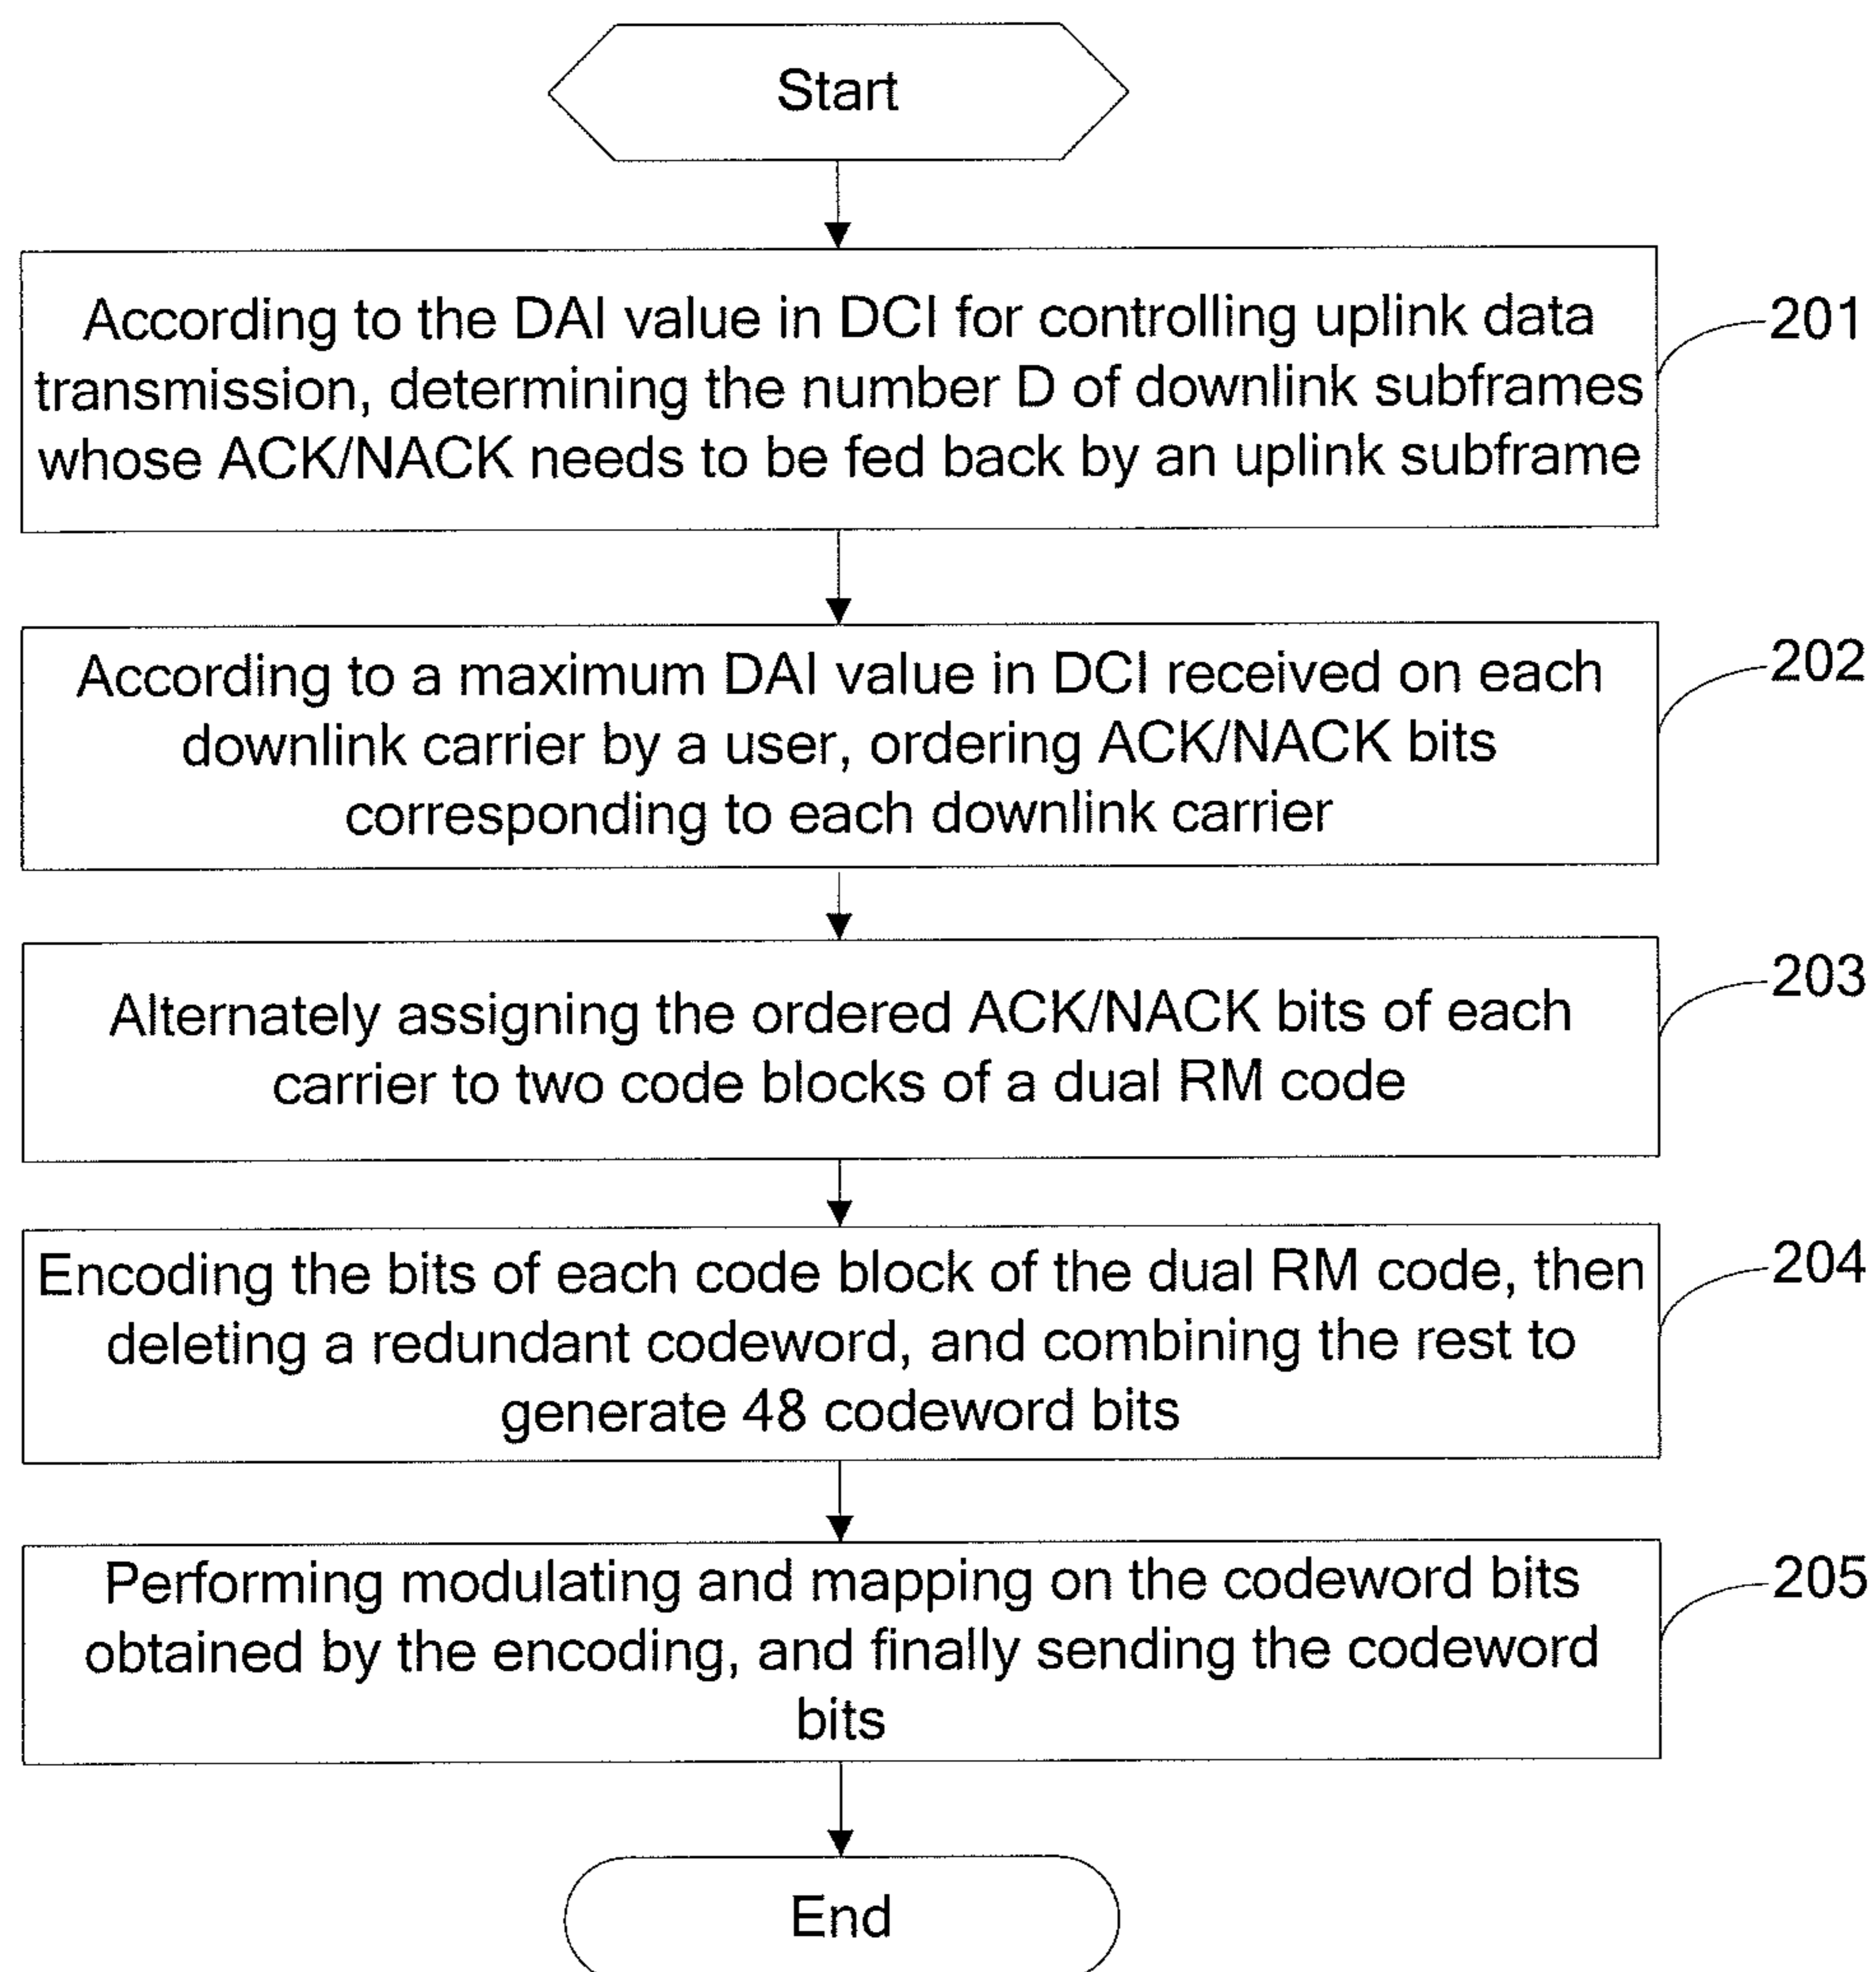 Start
According to the DAI value in DCI for controlling uplink data
transmission, determining the number D of downlink subframes
whose ACK/NACK needs to be fed back by an uplink subframe
201
According to a maximum DAI value in DCI received on each
downlink carrier by a user, ordering ACK/NACK bits
corresponding to each downlink carrier
202
Alternately assigning the ordered ACK/NACK bits of each
carrier to two code blocks of a dual RM code
203
Encoding the bits of each code block of the dual RM code, then
deleting a redundant codeword, and combining the rest to
generate 48 codeword bits
204
Performing modulating and mapping on the codeword bits
obtained by the encoding, and finally sending the codeword
bits
205
End